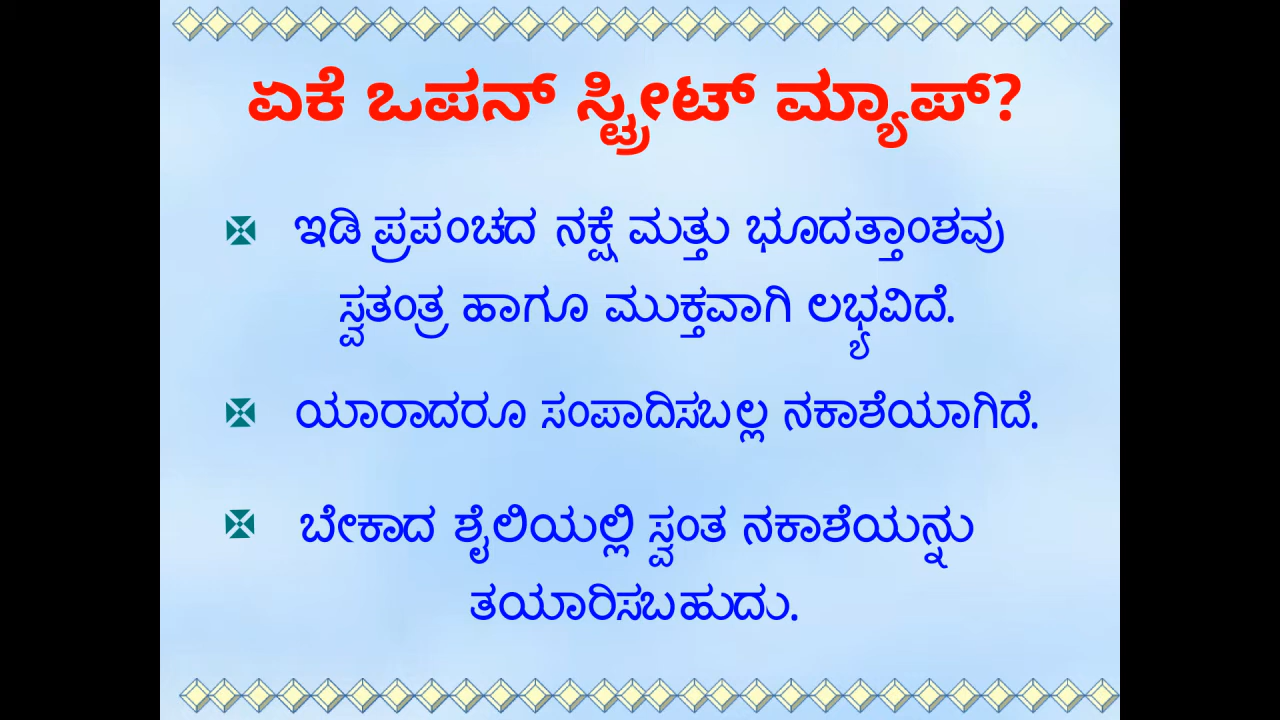 ಏಕೆ ಒಪನ್ ಸ್ಟ್ರೀಟ್ ಮ್ಯಾಪ್?
ಇಡಿ ಪ್ರಪಂಚದ ನಕ್ಷೆ ಮತ್ತು ಭೂದತ್ತಾಂಶವು
ಸ್ವತಂತ್ರ ಹಾಗೂ ಮುಕ್ತವಾಗಿ ಲಭ್ಯವಿದೆ.
ಯಾರಾದರೂ ಸಂಪಾದಿಸಬಲ್ಲ ನಕಾಶೆಯಾಗಿದೆ.
ಬೇಕಾದ ಶೈಲಿಯಲ್ಲಿ ಸ್ವಂತ ನಕಾಶೆಯನ್ನು
ತಯಾರಿಸಬಹುದು.